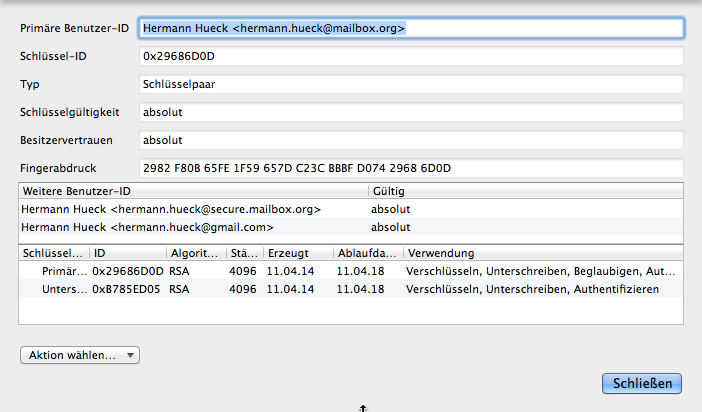 Primäre Benutzer-ID Hermann Hueck <hermann.hueck@mailbox.org>
Schlüssel-ID 0x29686D0D
Typ Schlüsselpaar
Schlüsselgültigkeit absolut
Besitzervertrauen absolut
Fingerabdruck 2982 F80B 65FE 1F59 657D C23C BBBF D074 2968 6D0D
Weitere Benutzer-ID Gültig
Hermann Hueck <hermann.hueck@secure.mailbox.org> absolut
Hermann Hueck <hermann.hueck@gmail.com> absolut
Schlüssel... ID Algorit... Stä... Erzeugt Ablaufda... Verwendung
Primär... 0x29686D0D RSA 4096 11.04.14 11.04.18 Verschlüsseln, Unterschreiben, Beglaubigen, Aut...
Unters... 0xB785ED05 RSA 4096 11.04.14 11.04.18 Verschlüsseln, Unterschreiben, Authentifizieren
Aktion wählen...
Schließen